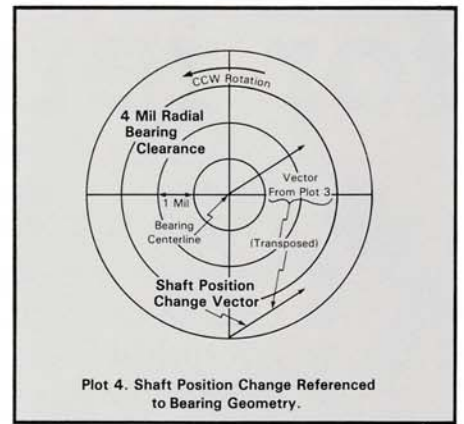 CCW Rotation
4 Mil Radial
Bearing
Clearance
Vector
From Plot 3
1 Mil
Bearing
Centerline
(Transposed)
Shaft Position
Change Vector
Plot 4. Shaft Position Change Referenced
to Bearing Geometry.